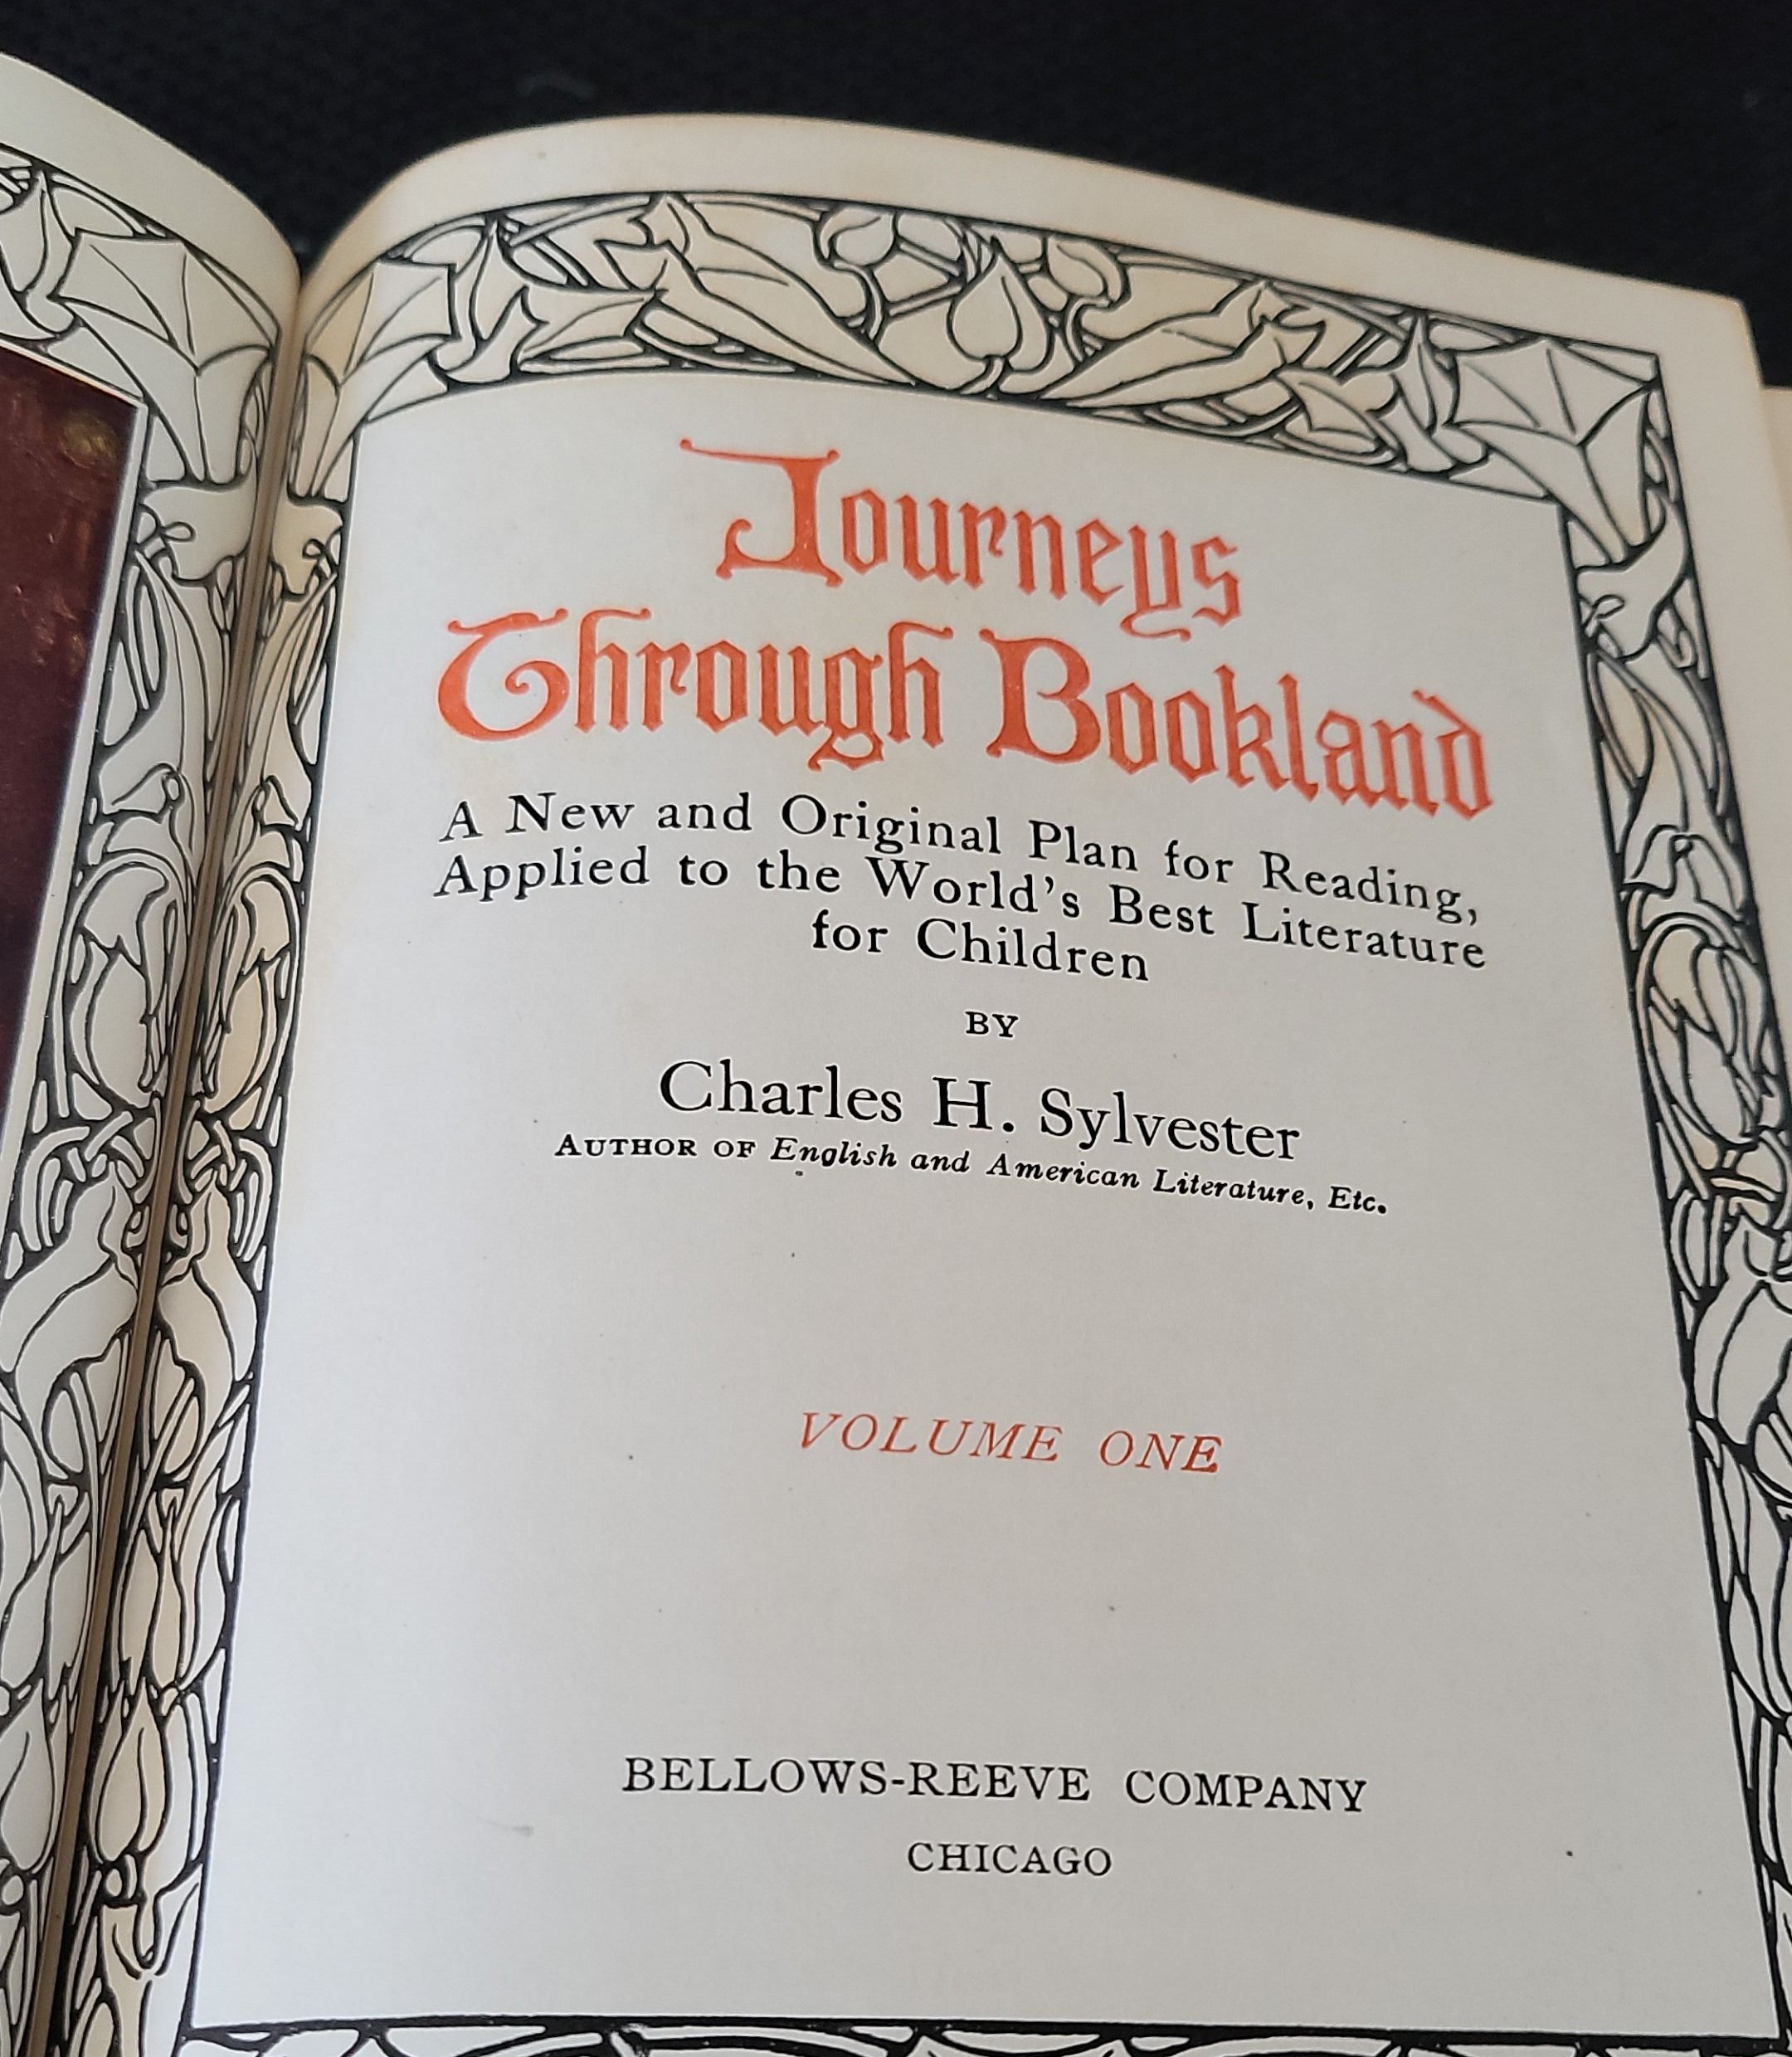 Journeys
Through Bookland
A New and Original Plan for Reading,
Applied to the World's Best Literature
for Children
BY
Charles H. Sylvester
AUTHOR OF English and American Literature, Etc.
VOLUME ONE
BELLOWS-REEVE COMPANY
CHICAGO